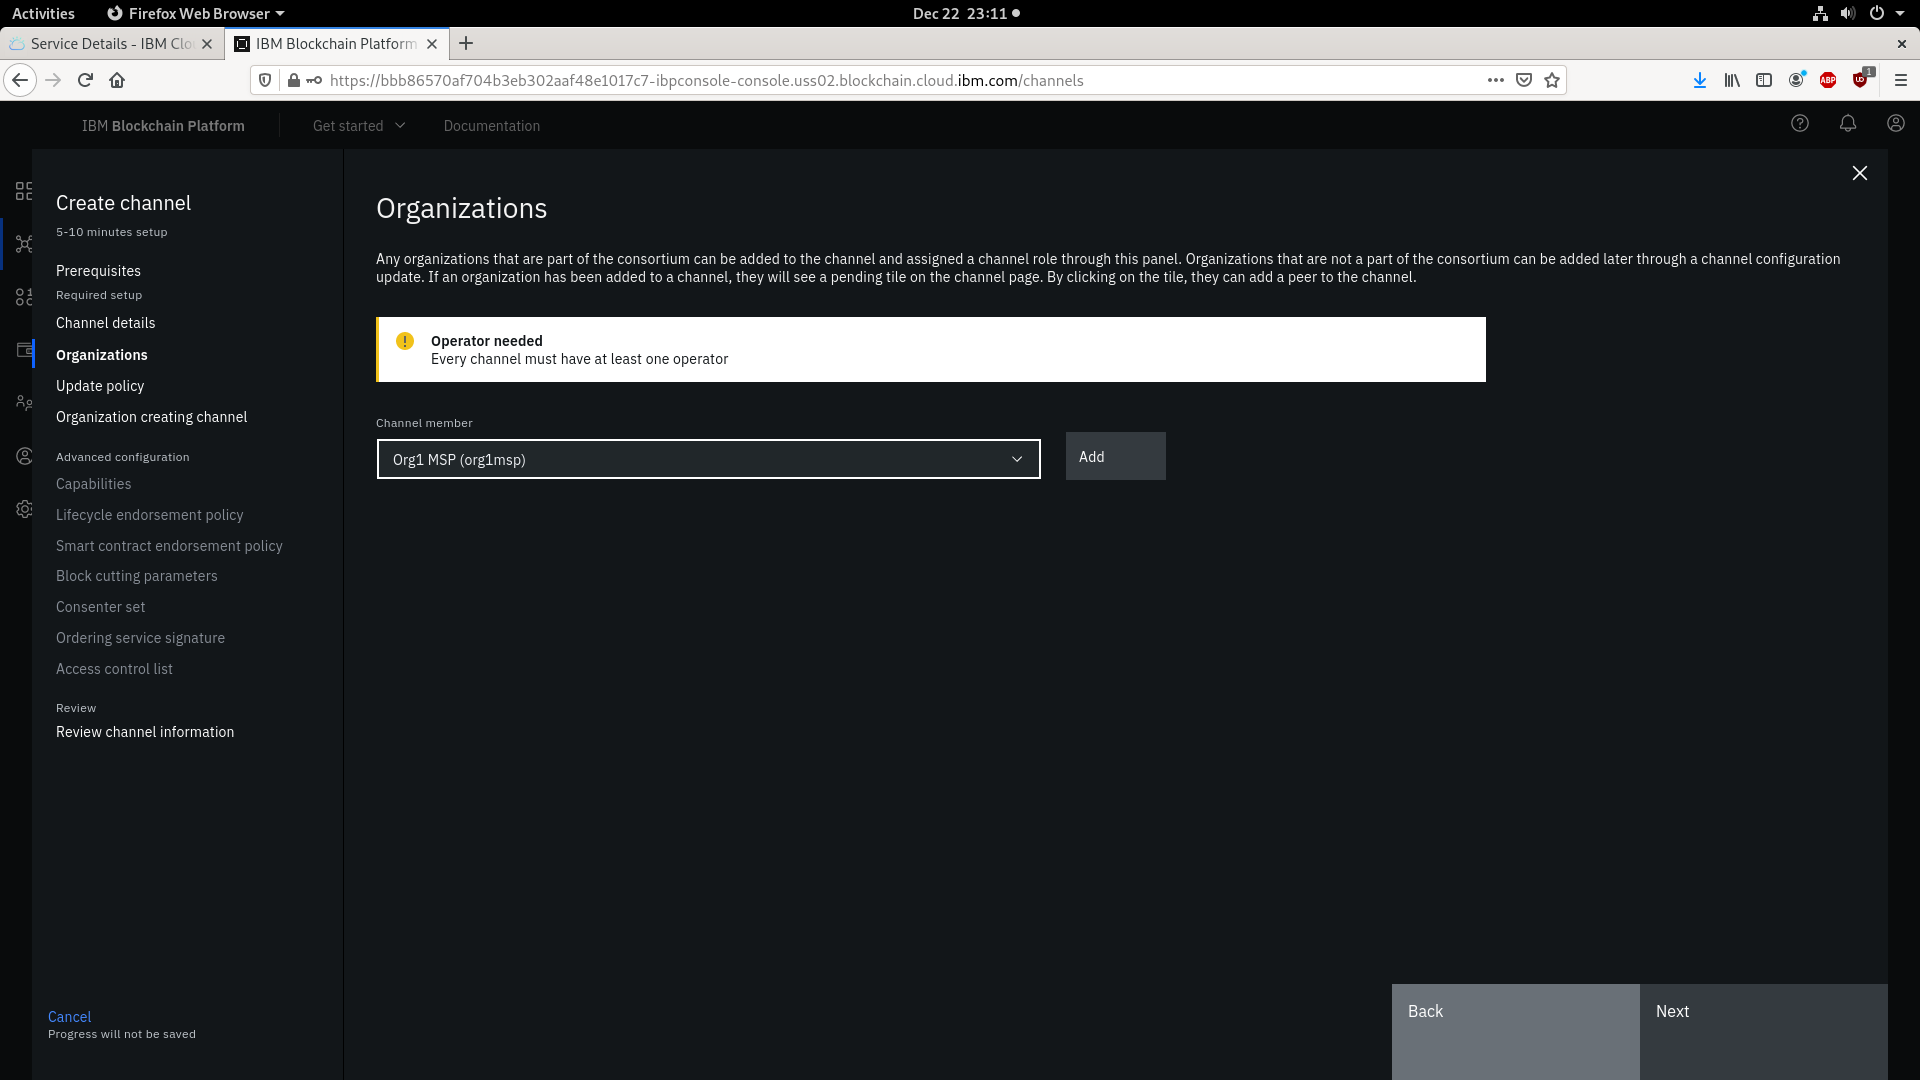 Activities
Firefox Web Browser
Dec 22 23:11
Service Details - IBM Clo
IBM Blockchain Platform
https://bbb86570af704b3eb302aaf48e1017c7-ibpconsole-console.uss02.blockchain.cloud.ibm.com/channels
ABP
1
IBM Blockchain Platform
Get started
Documentation
Create channel
5-10 minutes setup
Prerequisites
Required setup
Channel details
Organizations
Update policy
Organization creating channel
Advanced configuration
Capabilities
Lifecycle endorsement policy
Smart contract endorsement policy
Block cutting parameters
Consenter set
Ordering service signature
Access control list
Review
Review channel information
Cancel
Progress will not be saved
Organizations
Any organizations that are part of the consortium can be added to the channel and assigned a channel role through this panel. Organizations that are not a part of the consortium can be added later through a channel configuration
update. If an organization has been added to a channel, they will see a pending tile on the channel page. By clicking on the tile, they can add a peer to the channel.
Operator needed
Every channel must have at least one operator
Channel member
Org1 MSP (org1msp)
Add
Back
Next